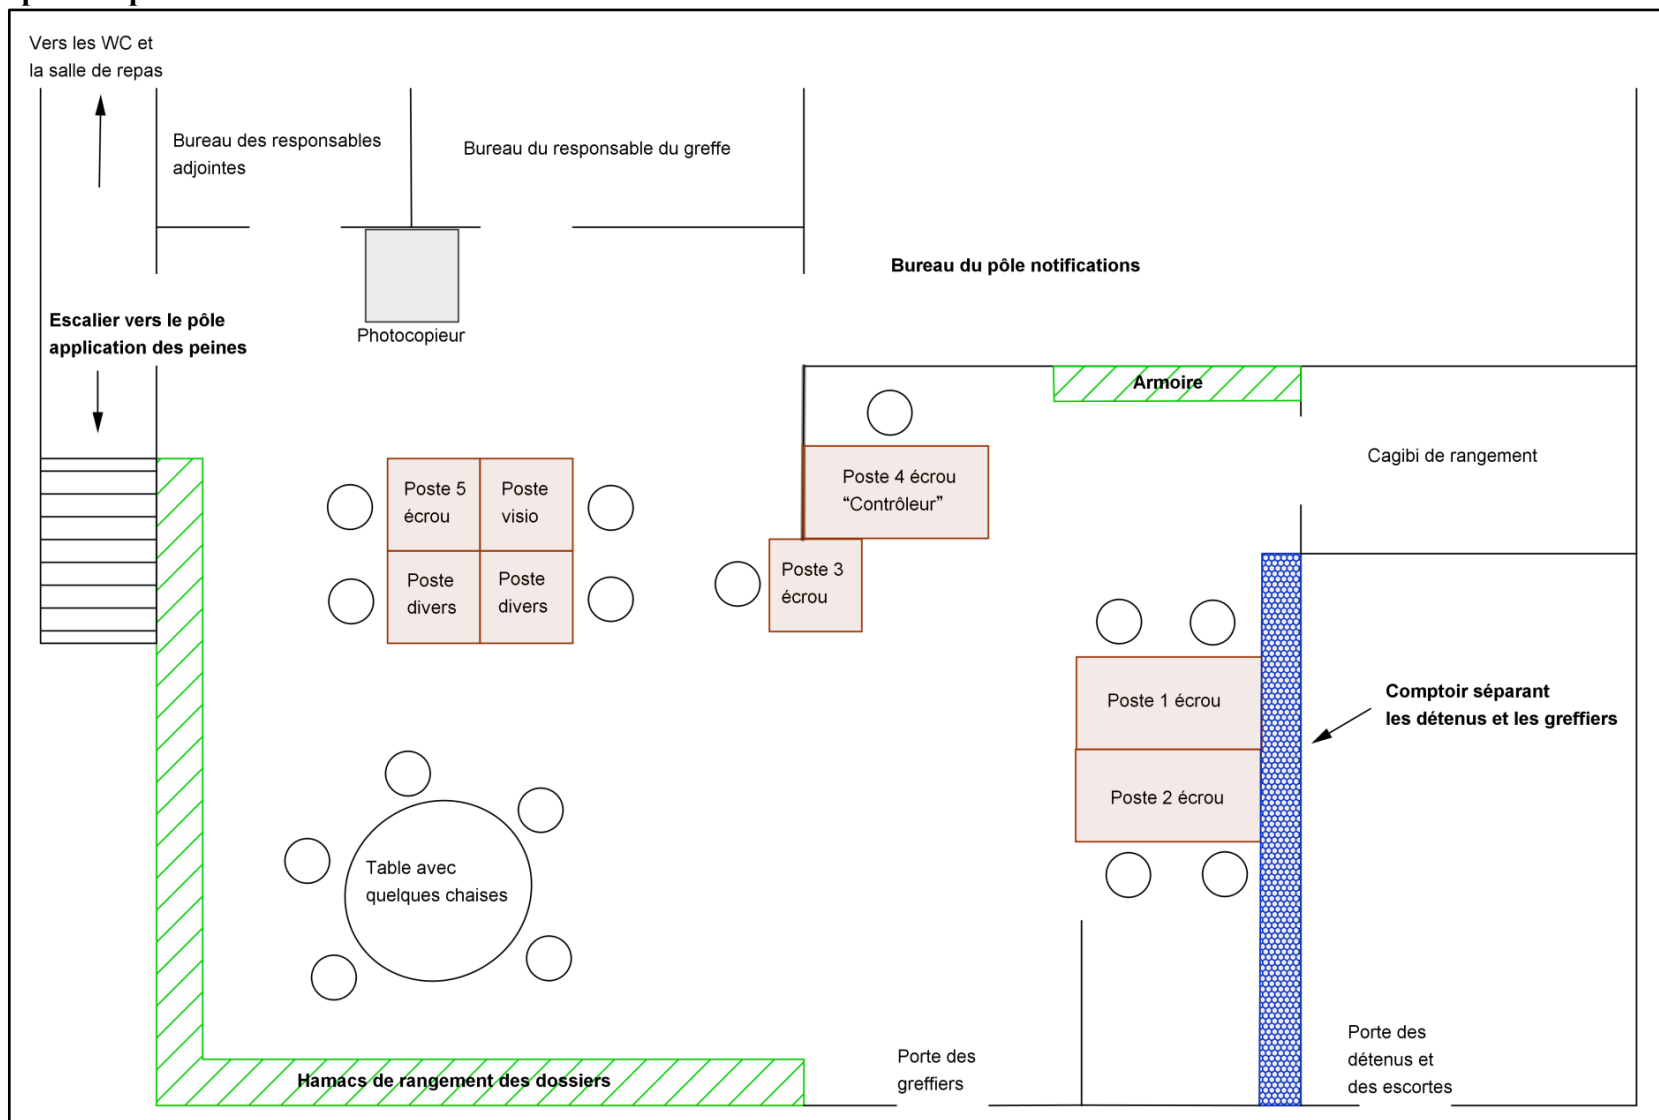 Vers les WC et
la salle de repas
Bureau des responsables
adjointes
Bureau du responsable du greffe
Bureau du pôle notifications
Escalier vers le pôle
application des peines
Photocopieur
Armoire
Cagibi de rangement
Poste 5
écrou
Poste
visio
Poste 4 écrou
“Contrôleur”
Poste
divers
Poste
divers
Poste 3
écrou
Poste 1 écrou
Comptoir séparant
les détenus et les greffiers
Poste 2 écrou
Table avec
quelques chaises
Hamacs de rangement des dossiers
Porte des
greffiers
Porte des
détenus et
des escortes